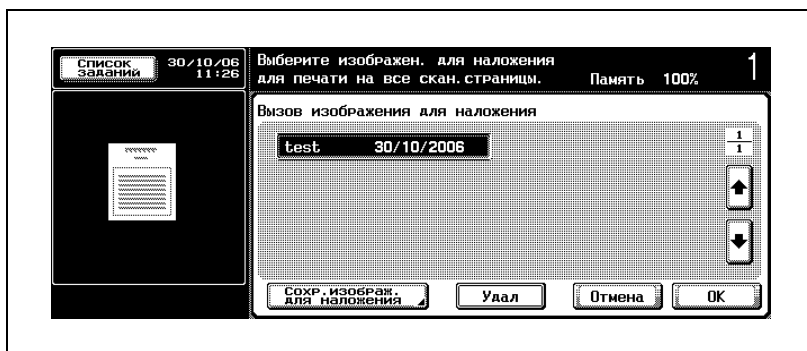 Список
заданий
30/10/06
11:26
Выберите изображен. для наложения
для печати на все скан.страницы.
Память 100%
1
Вызов изображения для наложения
test 30/10/2006
1
1
Сохр.изображ.
для наложения
Удал
Отмена
OK